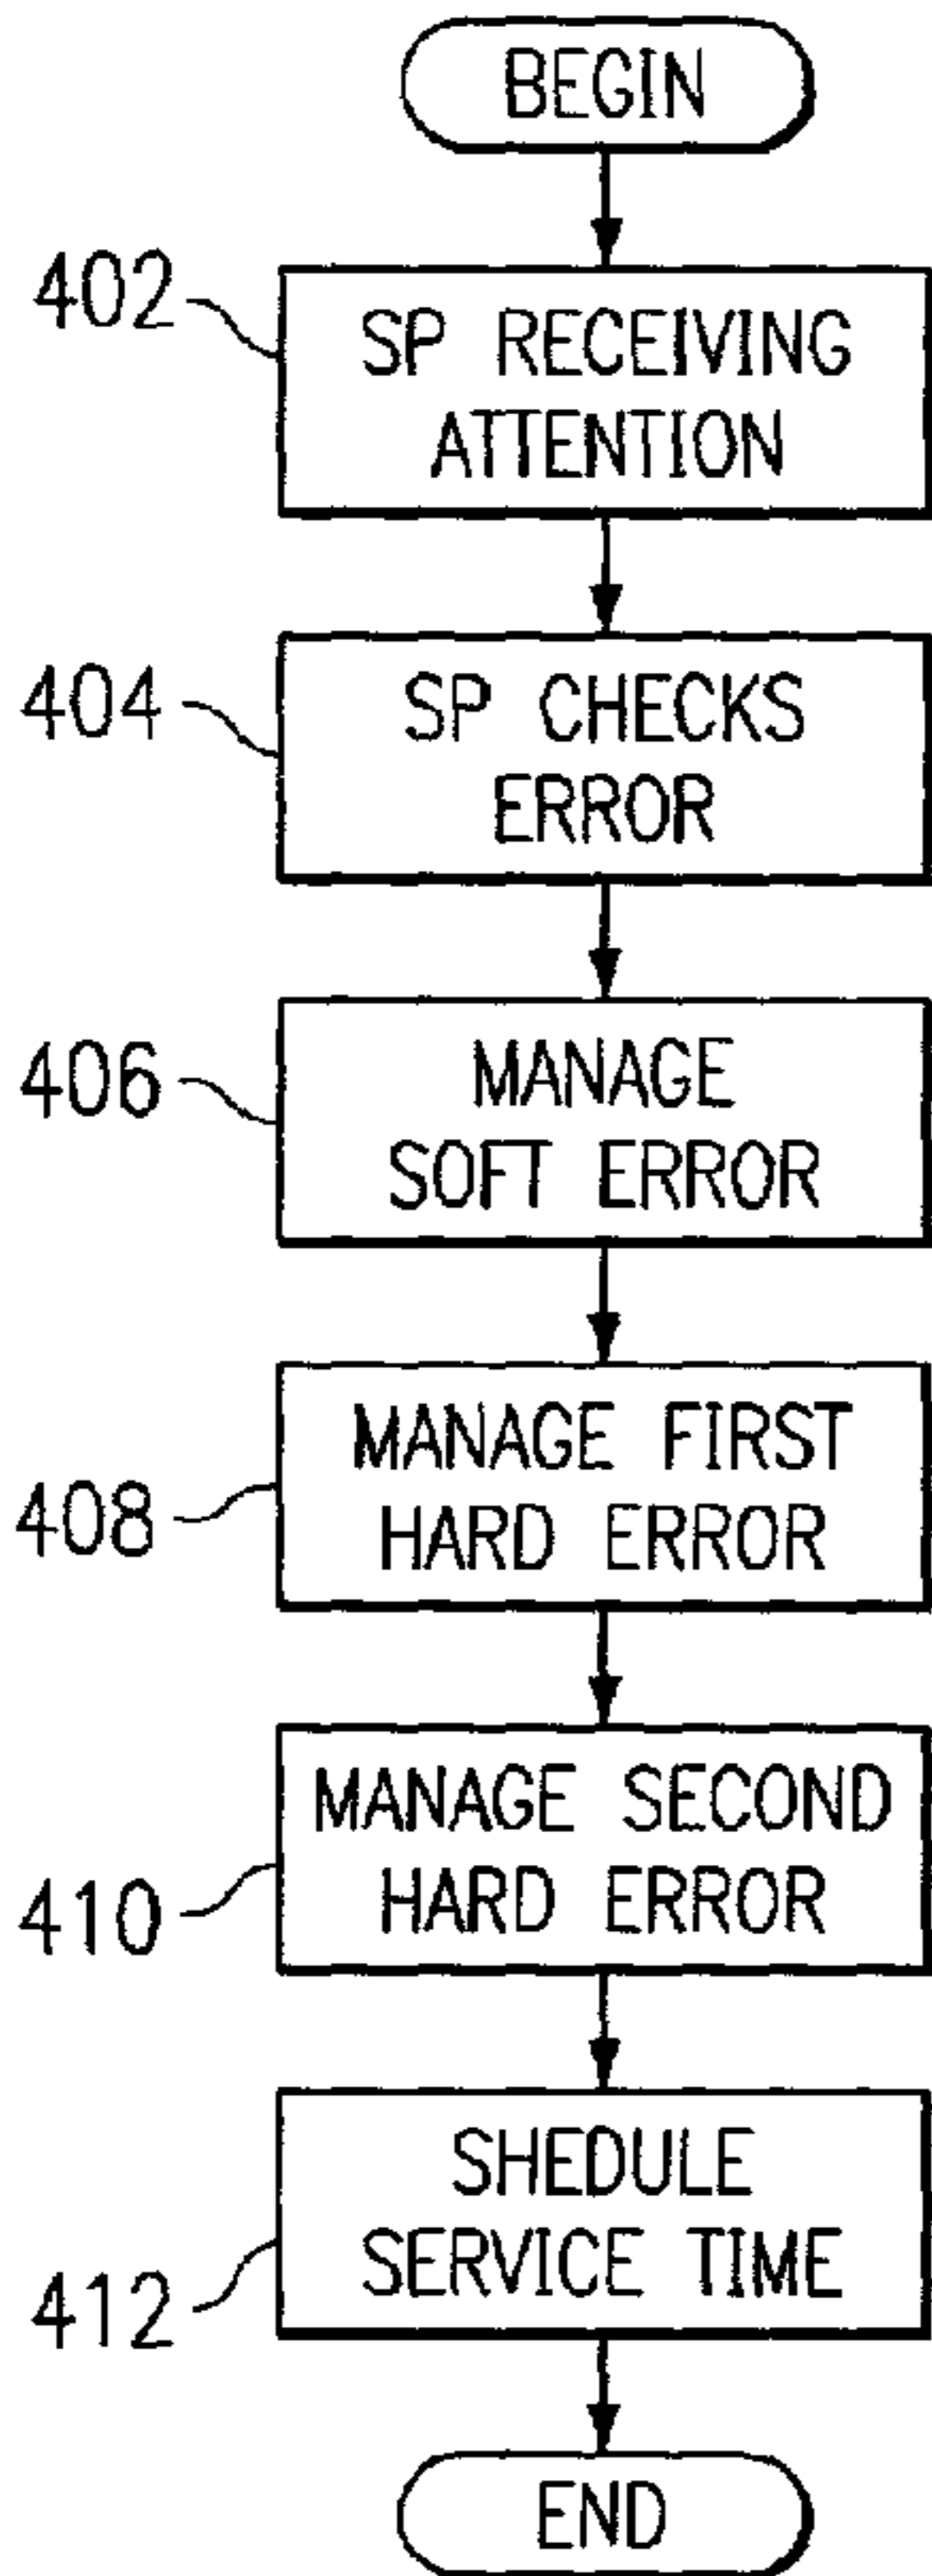 BEGIN
402
SP RECEIVING
ATTENTION
404
SP CHECKS
ERROR
406
MANAGE
SOFT ERROR
408
MANAGE FIRST
HARD ERROR
410
MANAGE SECOND
HARD ERROR
412
SHEDULE
SERVICE TIME
END